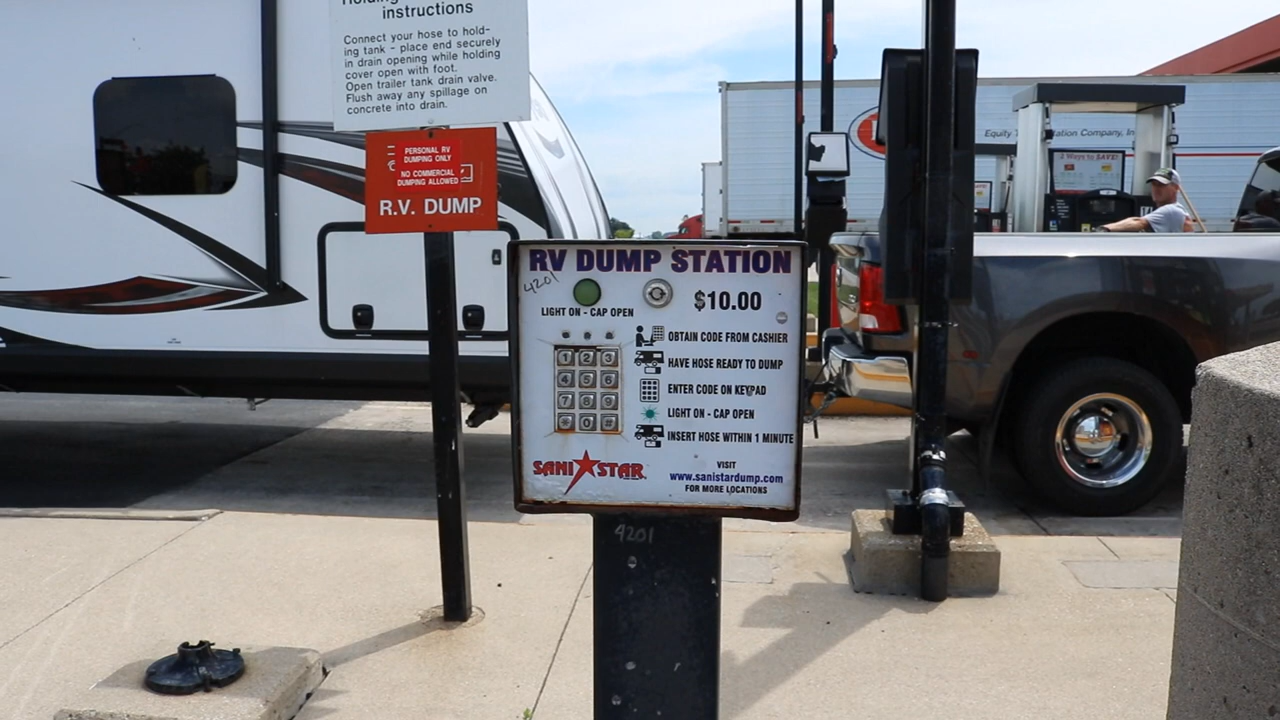 instructions
Connect your hose to hold-
ing tank - place end securely
in drain opening while holding
cover open with foot.
Open trailer tank drain valve.
Flush away any spillage on
concrete into drain.
PERSONAL RV
DUMPING ONLY
NO COMMERCIAL
DUMPING ALLOWED
R.V. DUMP
RV DUMP STATION
4201
$10.00
LIGHT ON - CAP OPEN
OBTAIN CODE FROM CASHIER
HAVE HOSE READY TO DUMP
ENTER CODE ON KEYPAD
LIGHT ON - CAP OPEN
INSERT HOSE WITHIN 1 MINUTE
1 2 3
4 5 6
7 8 9
* 0 #
SANI STAR
VISIT
www.sanistardump.com
FOR MORE LOCATIONS
4201
Equity
Company, In
2 Ways to SAVE!